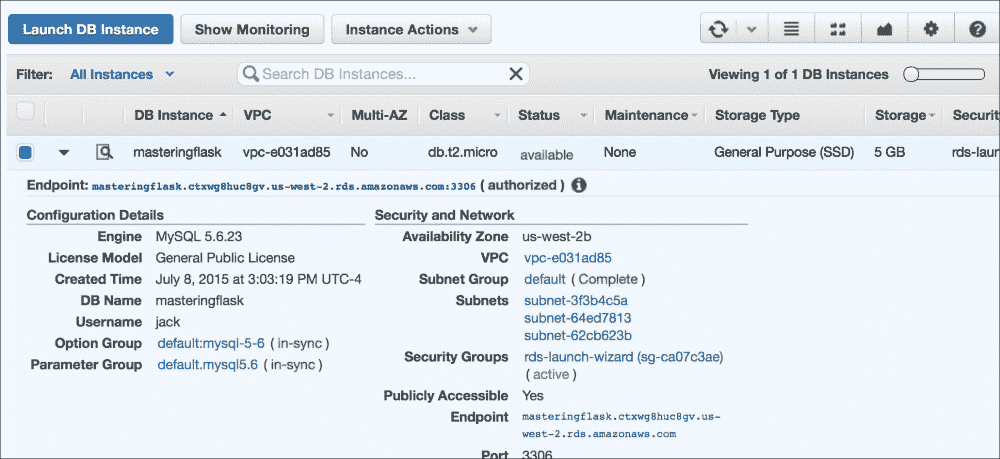 Launch DB Instance Show Monitoring Instance Actions
Filter: All Instances Search DB Instances... Viewing 1 of 1 DB Instances
DB Instance VPC Multi-AZ Class Status Maintenance Storage Type Storage Securit
masteringflask vpc-e031ad85 No db.t2.micro available None General Purpose (SSD) 5 GB rds-laun
Endpoint: masteringflask.ctxwg8huc8gv.us-west-2.rds.amazonaws.com:3306 ( authorized )
Configuration Details
Engine MySQL 5.6.23
License Model General Public License
Created Time July 8, 2015 at 3:03:19 PM UTC-4
DB Name masteringflask
Username jack
Option Group default:mysql-5-6 ( in-sync )
Parameter Group default.mysql5.6 ( in-sync )
Security and Network
Availability Zone us-west-2b
VPC vpc-e031ad85
Subnet Group default ( Complete )
Subnets subnet-3f3b4c5a
subnet-64ed7813
subnet-62cb623b
Security Groups rds-launch-wizard (sg-ca07c3ae)
( active )
Publicly Accessible Yes
Endpoint masteringflask.ctxwg8huc8gv.us-
west-2.rds.amazonaws.com
Port 3306